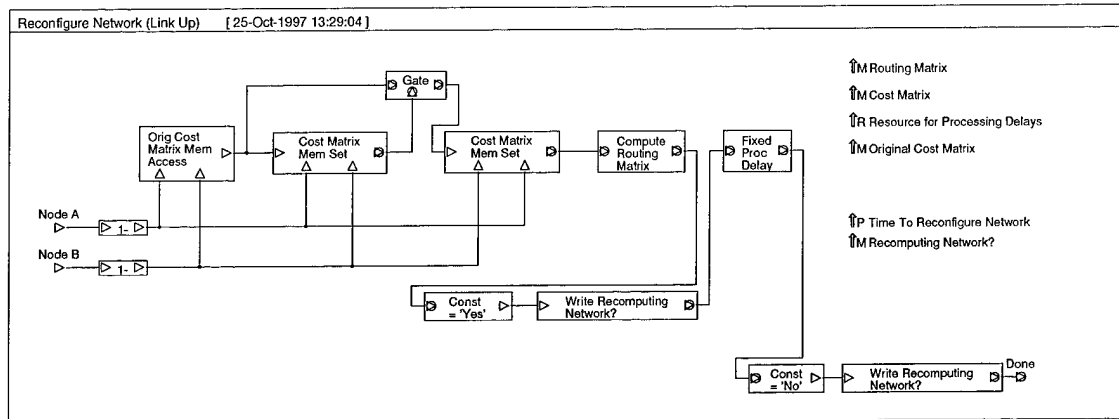 Reconfigure Network (Link Up) [ 25-Oct-1997 13:29:04 ]
Gate
⇧M Routing Matrix
⇧M Cost Matrix
⇧R Resource for Processing Delays
⇧M Original Cost Matrix
Orig Cost
Matrix Mem
Access
Cost Matrix
Mem Set
Cost Matrix
Mem Set
Compute
Routing
Matrix
Fixed
Proc
Delay
Node A
1-
Node B
1-
⇧P Time To Reconfigure Network
⇧M Recomputing Network?
Const
= 'Yes'
Write Recomputing
Network?
Const
= 'No'
Write Recomputing
Network?
Done